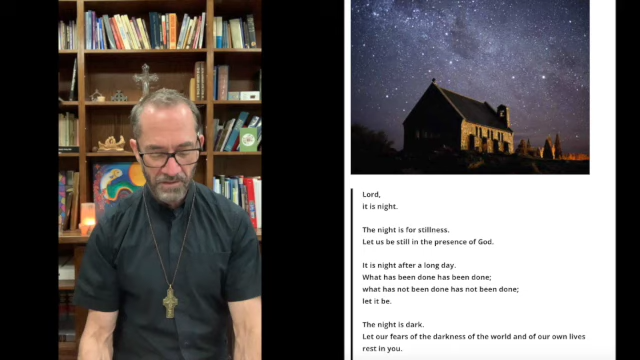 Lord,
it is night.
The night is for stillness.
Let us be still in the presence of God.
It is night after a long day.
What has been done has been done;
what has not been done has not been done;
let it be.
The night is dark.
Let our fears of the darkness of the world and of our own lives
rest in you.